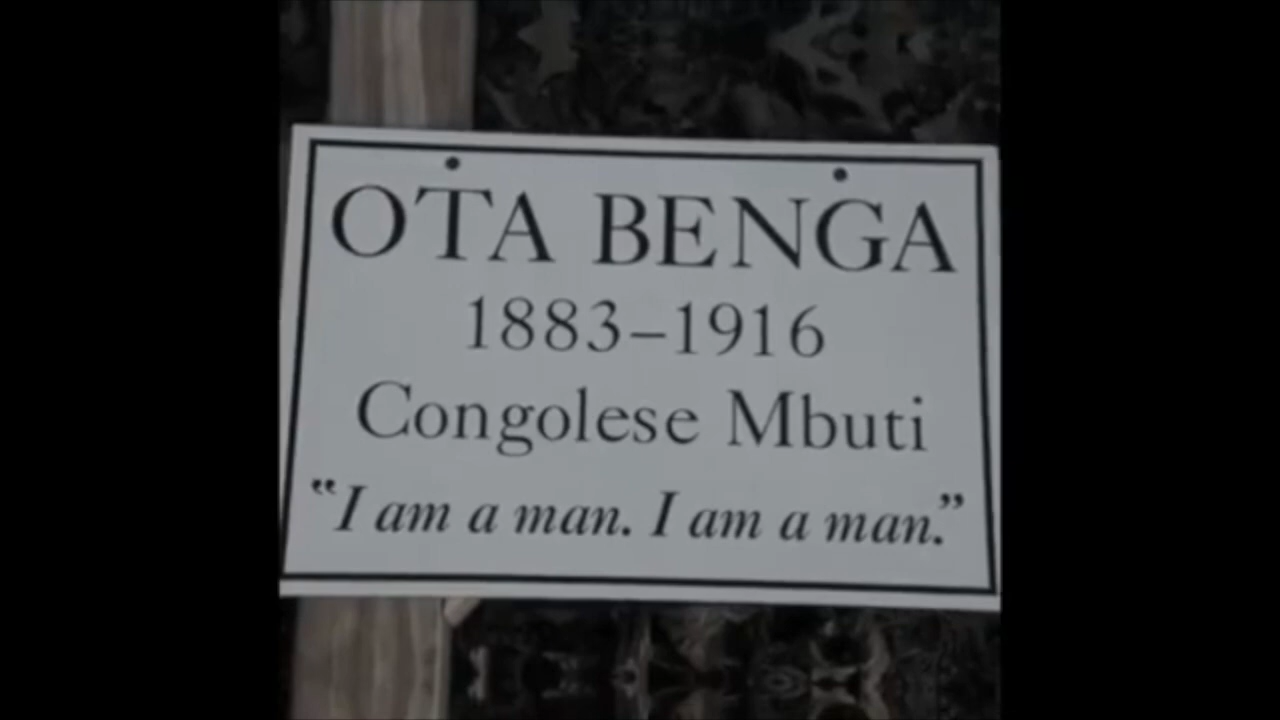 OTA BENGA
1883–1916
Congolese Mbuti
“I am a man. I am a man.”